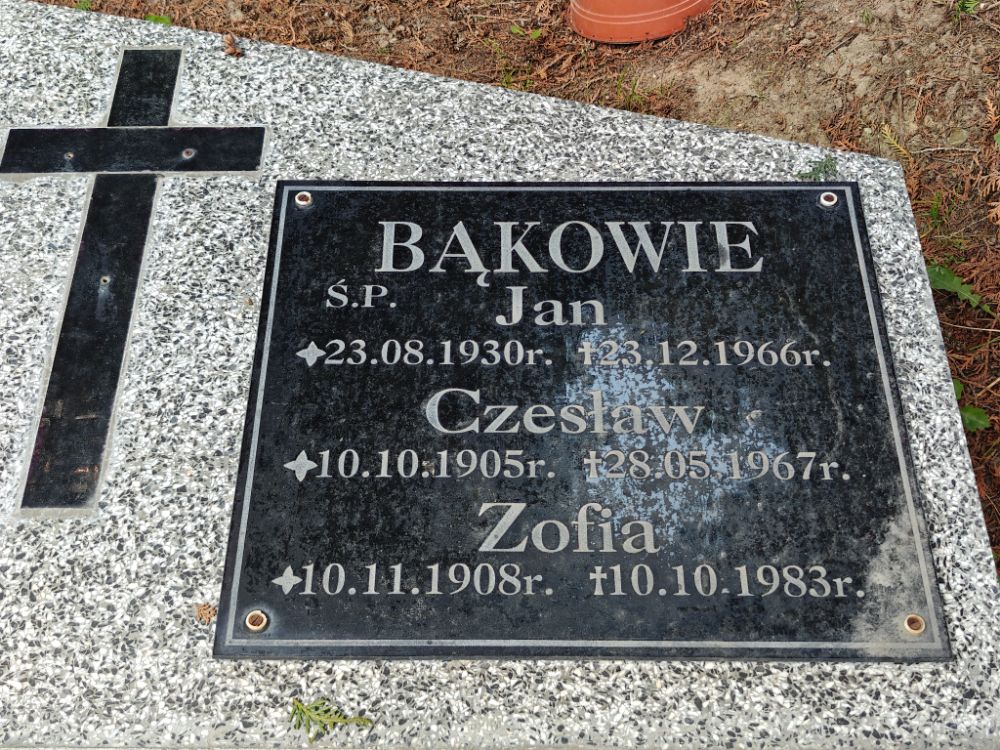 BĄKOWIE
Ś.P.
Jan
23.08.1930r. †23.12.1966r.
Czesław
10.10.1905r. †28.05.1967r.
Zofia
10.11.1908r. †10.10.1983r.